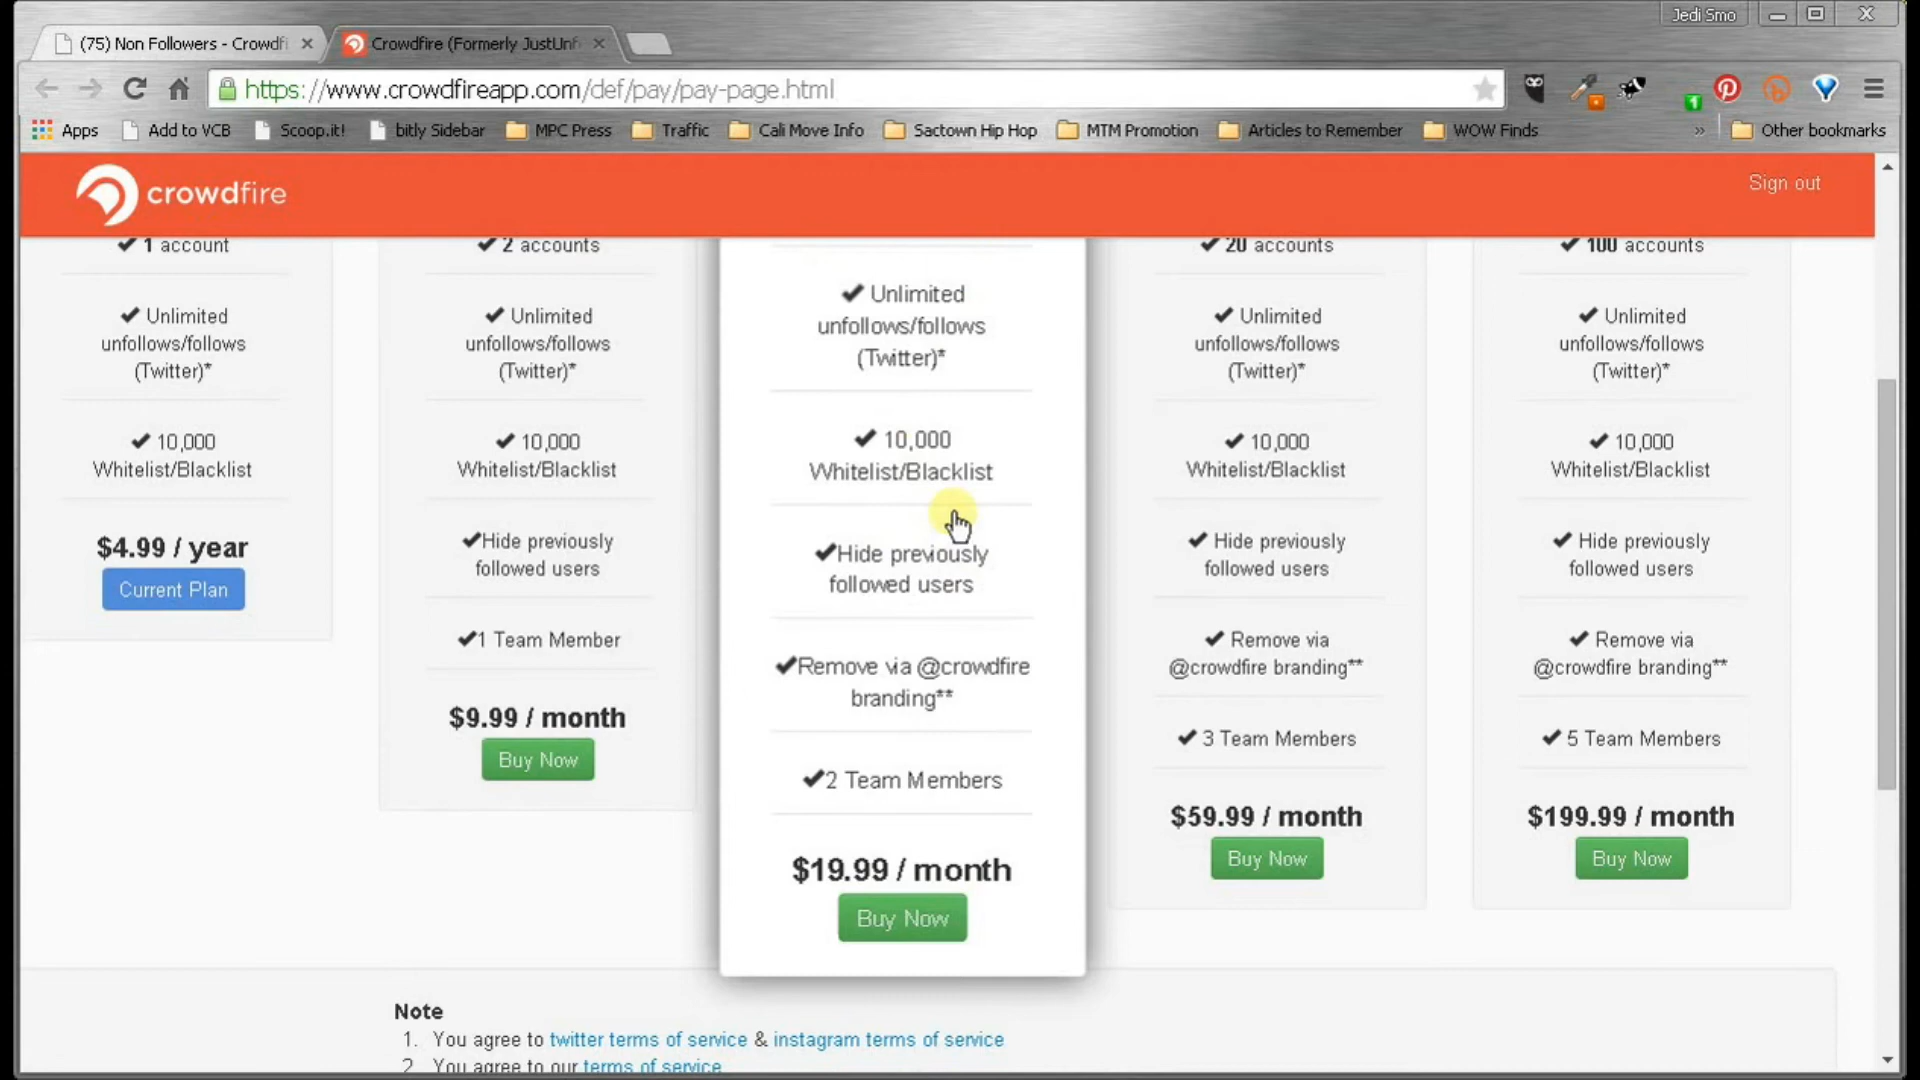 Jedi Smo
(75) Non Followers - Crowdfi
Crowdfire (Formerly JustUnf
https://www.crowdfireapp.com/def/pay/pay-page.html
1
Apps
Add to VCB
Scoop.it!
bitly Sidebar
MPC Press
Traffic
Cali Move Info
Sactown Hip Hop
MTM Promotion
Articles to Remember
WOW Finds
»
Other bookmarks
crowdfire
Sign out
✔ 1 account
✔ Unlimited
unfollows/follows
(Twitter)*
✔ 10,000
Whitelist/Blacklist
$4.99 / year
Current Plan
✔ 2 accounts
✔ Unlimited
unfollows/follows
(Twitter)*
✔ 10,000
Whitelist/Blacklist
✔Hide previously
followed users
✔1 Team Member
$9.99 / month
Buy Now
✔ Unlimited
unfollows/follows
(Twitter)*
✔ 10,000
Whitelist/Blacklist
✔Hide previously
followed users
✔Remove via @crowdfire
branding**
✔2 Team Members
$19.99 / month
Buy Now
✔ 20 accounts
✔ Unlimited
unfollows/follows
(Twitter)*
✔ 10,000
Whitelist/Blacklist
✔ Hide previously
followed users
✔ Remove via
@crowdfire branding**
✔ 3 Team Members
$59.99 / month
Buy Now
✔ 100 accounts
✔ Unlimited
unfollows/follows
(Twitter)*
✔ 10,000
Whitelist/Blacklist
✔ Hide previously
followed users
✔ Remove via
@crowdfire branding**
✔ 5 Team Members
$199.99 / month
Buy Now
Note
1. You agree to twitter terms of service & instagram terms of service
2. You agree to our terms of service